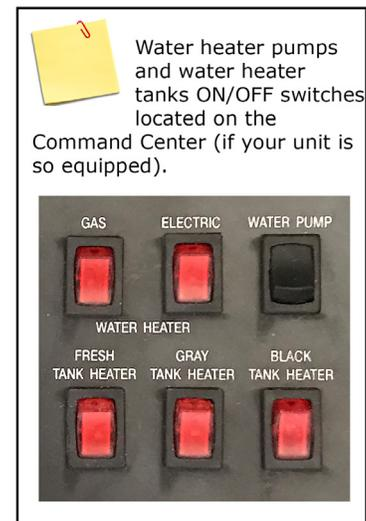 Water heater pumps
and water heater
tanks ON/OFF switches
located on the
Command Center (if your unit is
so equipped).
GAS ELECTRIC WATER PUMP
WATER HEATER
FRESH GRAY BLACK
TANK HEATER TANK HEATER TANK HEATER